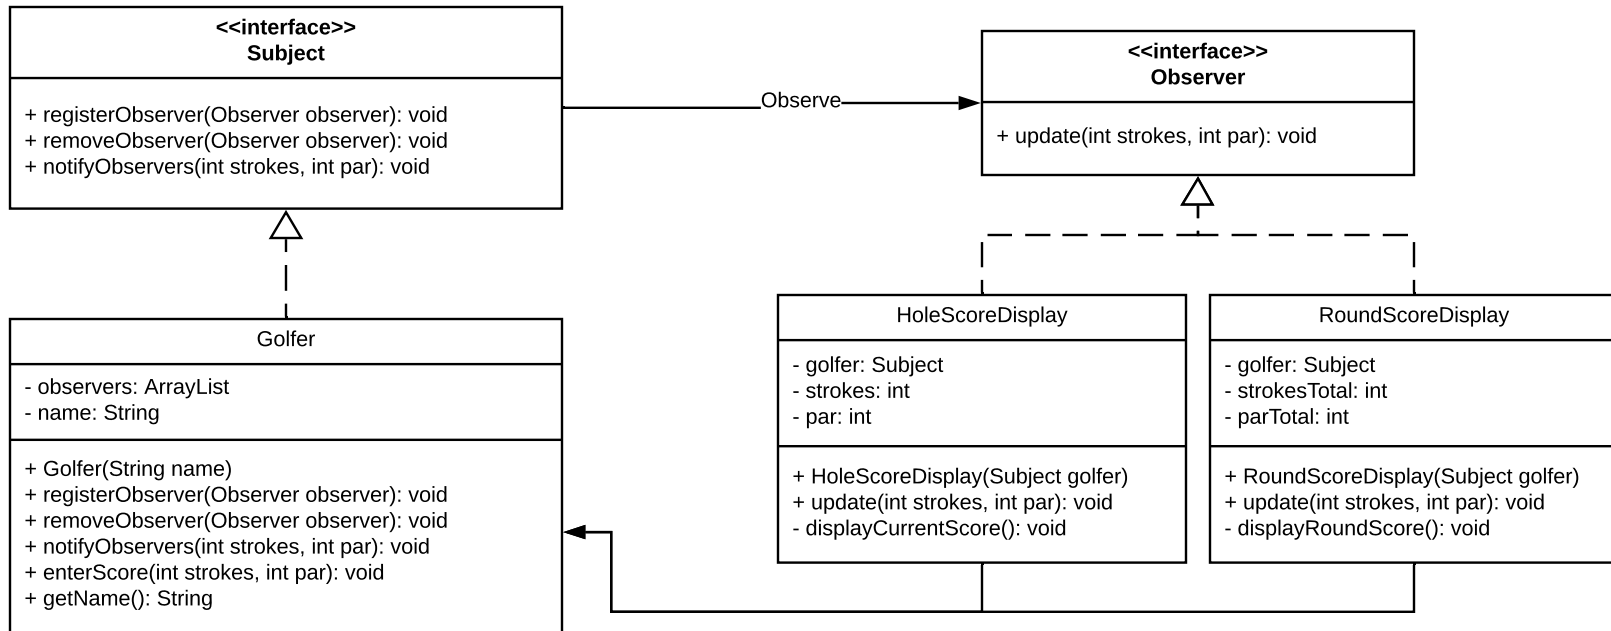 <<interface>>
Subject
+ registerObserver(Observer observer): void
+ removeObserver(Observer observer): void
+ notifyObservers(int strokes, int par): void
Observe
<<interface>>
Observer
+ update(int strokes, int par): void
Golfer
- observers: ArrayList
- name: String
+ Golfer(String name)
+ registerObserver(Observer observer): void
+ removeObserver(Observer observer): void
+ notifyObservers(int strokes, int par): void
+ enterScore(int strokes, int par): void
+ getName(): String
HoleScoreDisplay
- golfer: Subject
- strokes: int
- par: int
+ HoleScoreDisplay(Subject golfer)
+ update(int strokes, int par): void
- displayCurrentScore(): void
RoundScoreDisplay
- golfer: Subject
- strokesTotal: int
- parTotal: int
+ RoundScoreDisplay(Subject golfer)
+ update(int strokes, int par): void
- displayRoundScore(): void